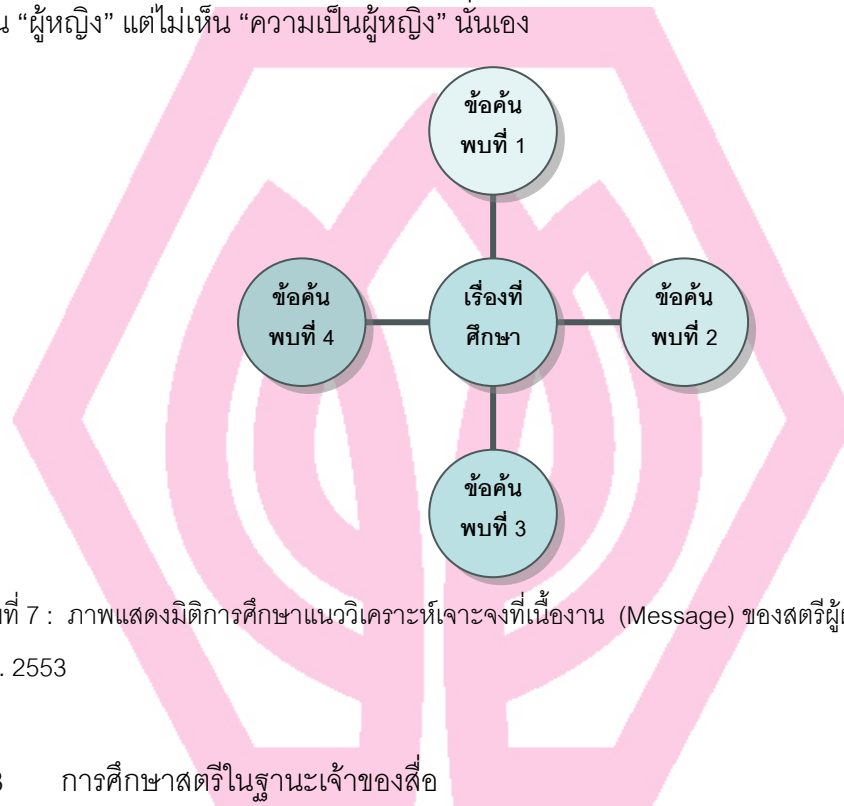 “ผู้หญิง” แต่ไม่เห็น “ความเป็นผู้หญิง” นั่นเอง
ข้อค้น
พบที่ 1
ข้อค้น
พบที่ 4
เรื่องที่
ศึกษา
ข้อค้น
พบที่ 2
ข้อค้น
พบที่ 3
ที่ 7 : ภาพแสดงมิติการศึกษาแนววิเคราะห์เจาะจงที่เนื้องาน (Message) ของสตรีผู้
. 2553
การศึกษาสตรีในฐานะเจ้าของสื่อ